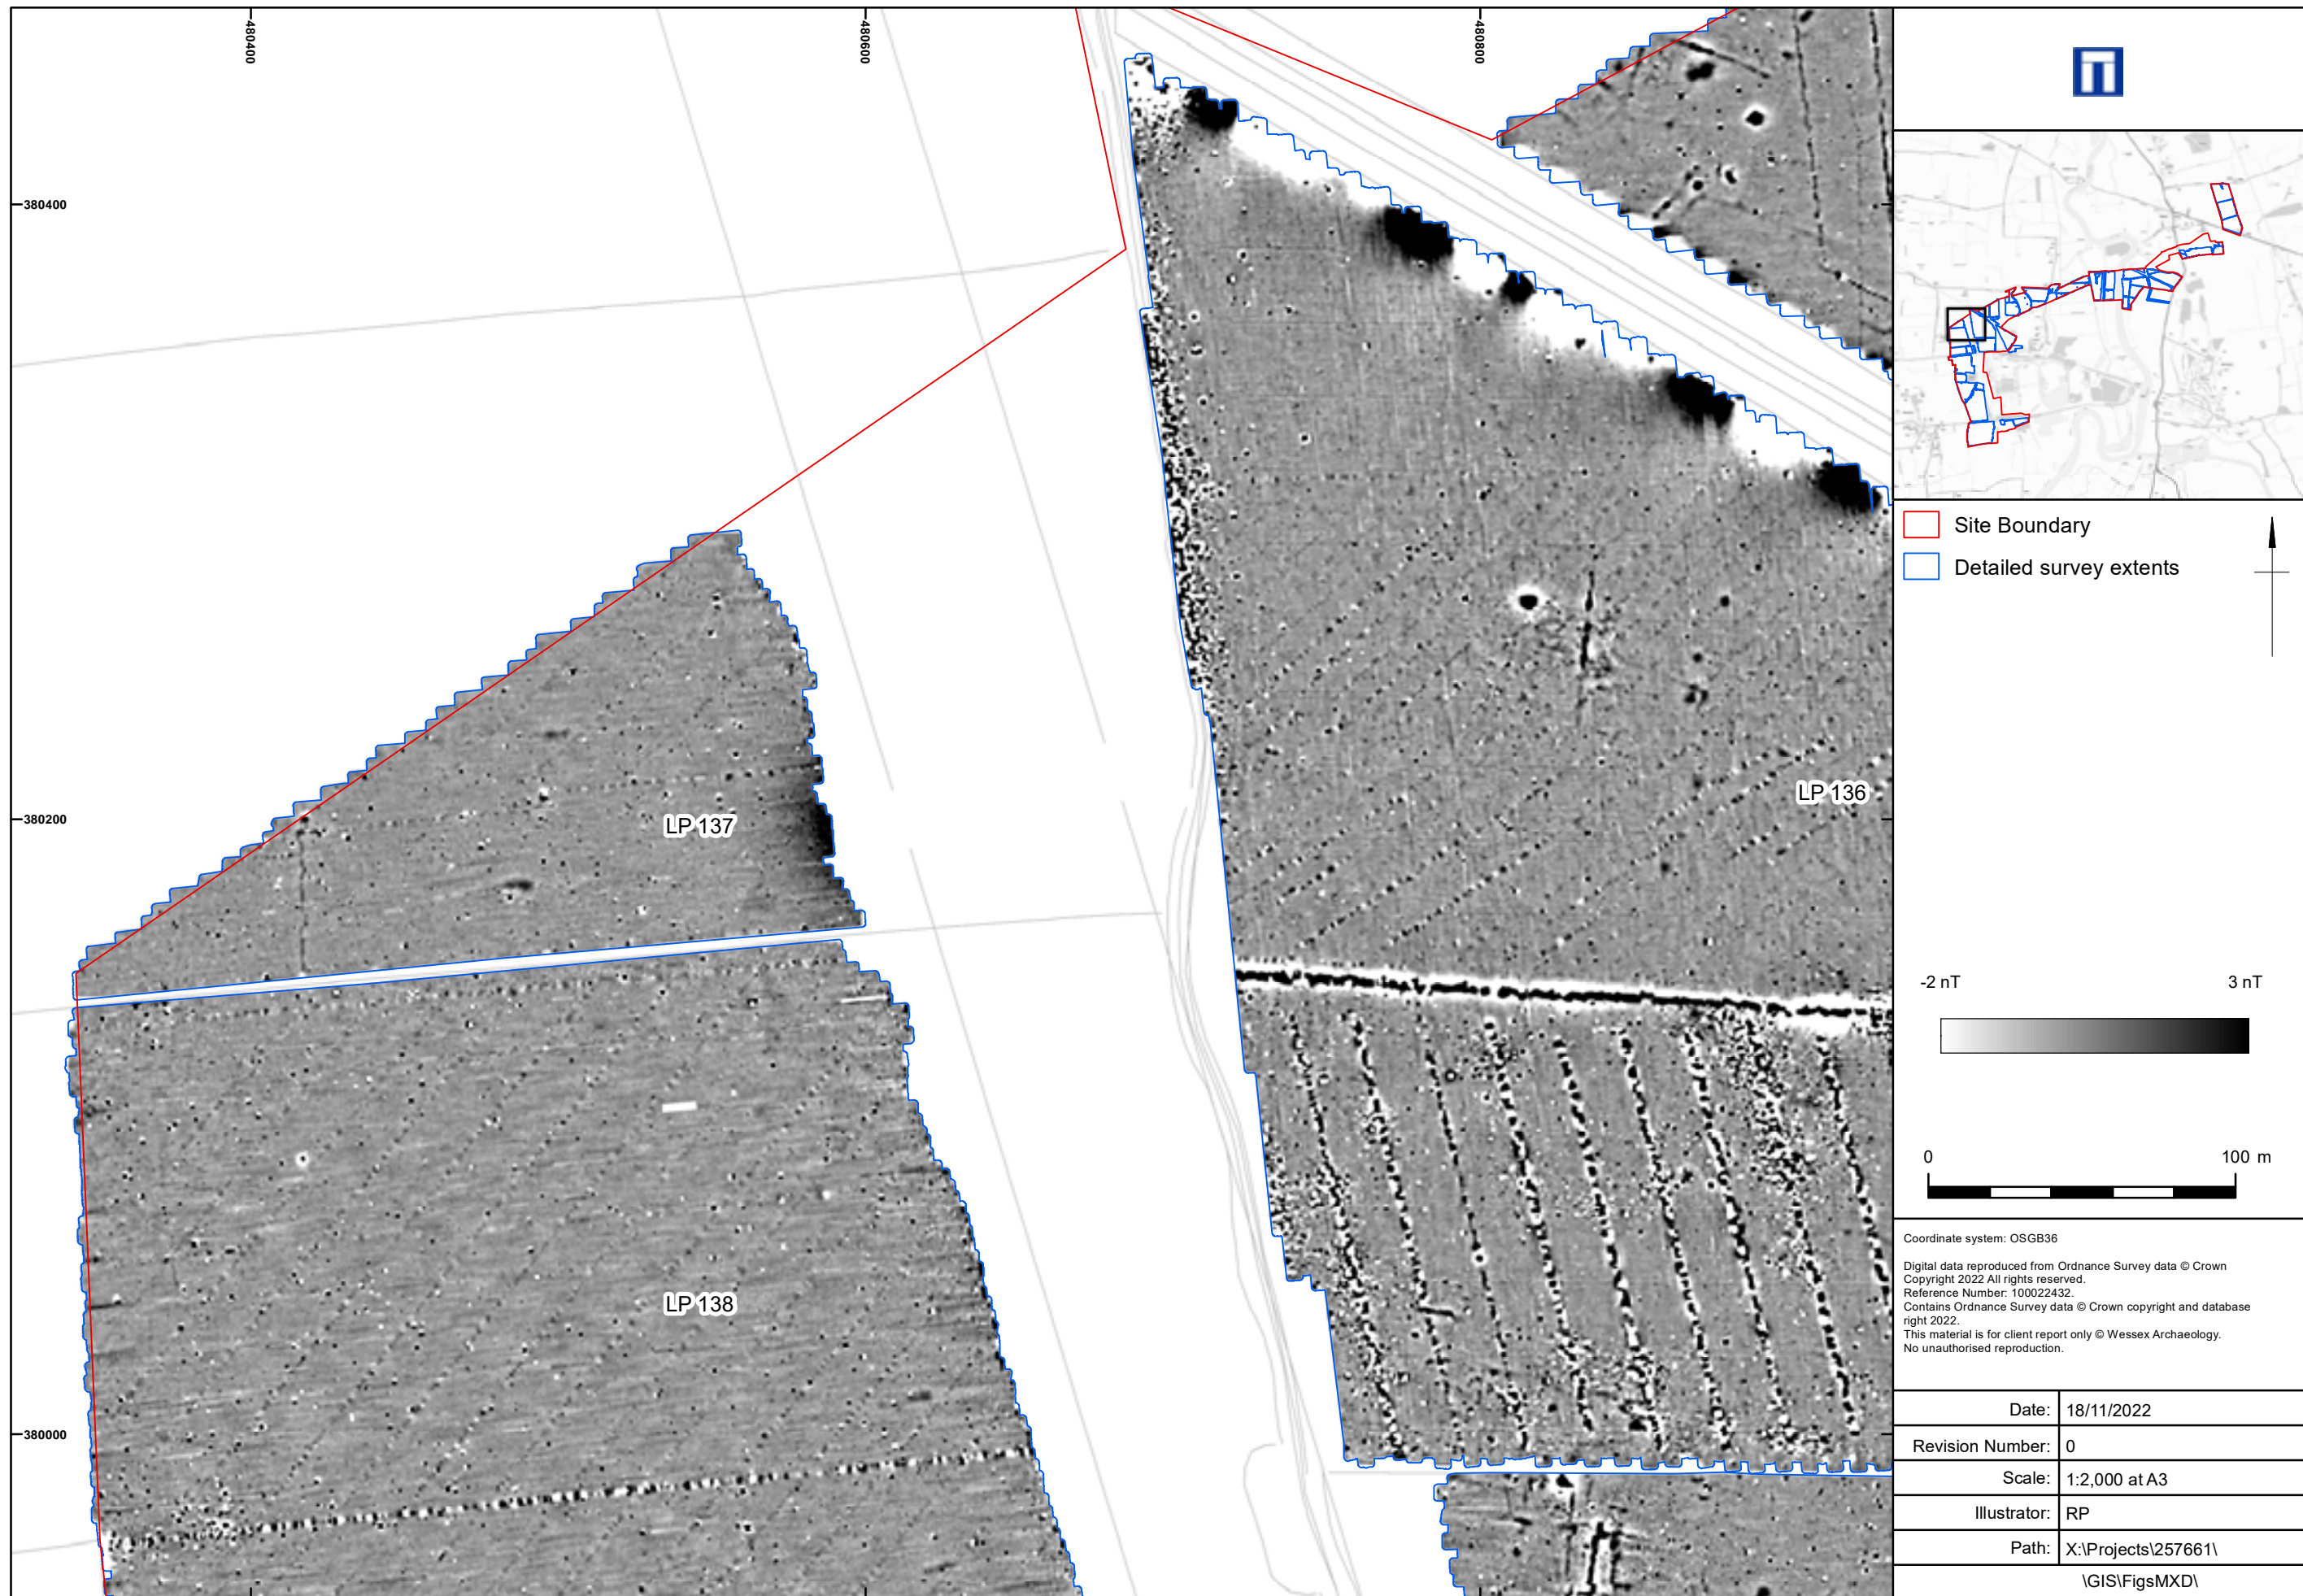 480400
480600
480800
380400
380200
380000
LP 137
LP 136
LP 138
Site Boundary
Detailed survey extents
-2 nT
3 nT
0
100 m
Coordinate system: OSGB36
Digital data reproduced from Ordnance Survey data © Crown
Copyright 2022 All rights reserved.
Reference Number: 100022432.
Contains Ordnance Survey data © Crown copyright and database
right 2022.
This material is for client report only © Wessex Archaeology.
No unauthorised reproduction.
Date: 18/11/2022
Revision Number: 0
Scale: 1:2,000 at A3
Illustrator: RP
Path: X:\Projects\257661\
\GIS\FigsMXD\